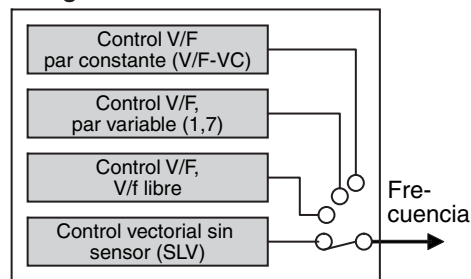 Control V/F
par constante (V/F-VC)
Control V/F,
par variable (1,7)
Control V/F,
V/f libre
Control vectorial sin
sensor (SLV)
Fre-
cuencia